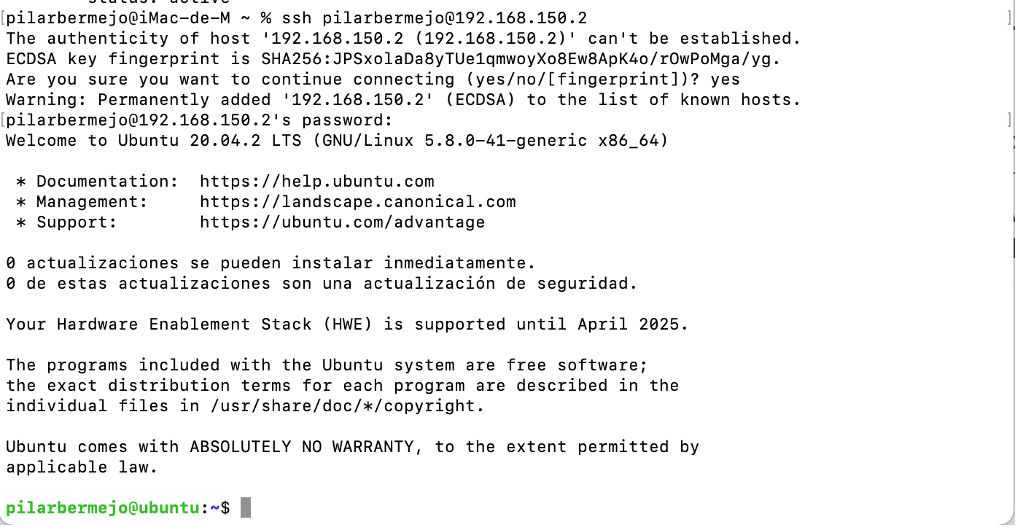 status: active
[pilarbermejo@iMac-de-M ~ % ssh pilarbermejo@192.168.150.2 ]
The authenticity of host '192.168.150.2 (192.168.150.2)' can't be established.
ECDSA key fingerprint is SHA256:JPSxolaDa8yTUe1qmwoyXo8Ew8ApK4o/rOwPoMga/yg.
Are you sure you want to continue connecting (yes/no/[fingerprint])? yes
Warning: Permanently added '192.168.150.2' (ECDSA) to the list of known hosts.
[pilarbermejo@192.168.150.2's password: ]
Welcome to Ubuntu 20.04.2 LTS (GNU/Linux 5.8.0-41-generic x86_64)
* Documentation: https://help.ubuntu.com
* Management: https://landscape.canonical.com
* Support: https://ubuntu.com/advantage
0 actualizaciones se pueden instalar inmediatamente.
0 de estas actualizaciones son una actualización de seguridad.
Your Hardware Enablement Stack (HWE) is supported until April 2025.
The programs included with the Ubuntu system are free software;
the exact distribution terms for each program are described in the
individual files in /usr/share/doc/*/copyright.
Ubuntu comes with ABSOLUTELY NO WARRANTY, to the extent permitted by
applicable law.
pilarbermejo@ubuntu:~$